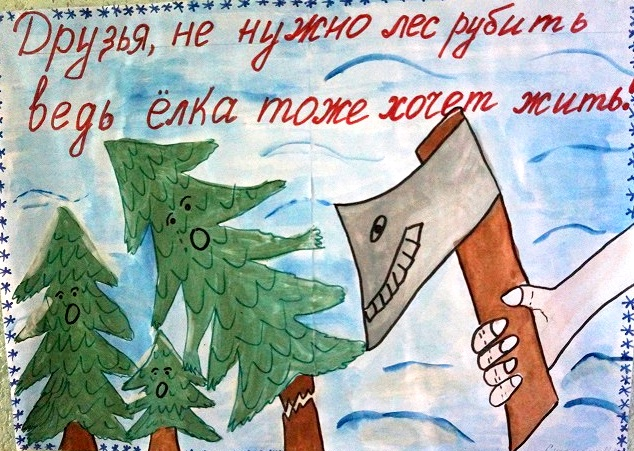 Друзья, не нужно лес рубить
ведь ёлка тоже хочет жить!